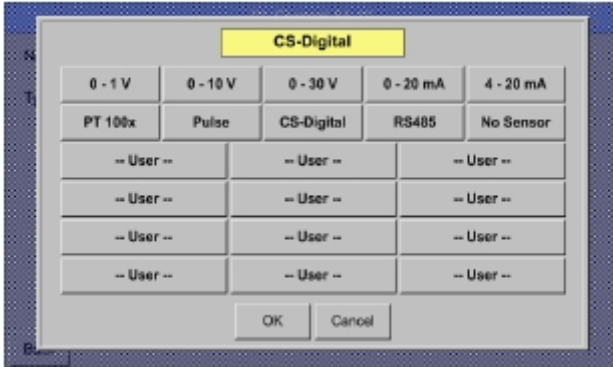 CS-Digital
0 - 1 V 0 - 10 V 0 - 30 V 0 - 20 mA 4 - 20 mA
PT 100x Pulse CS-Digital RS485 No Sensor
-- User -- -- User -- -- User --
-- User -- -- User -- -- User --
-- User -- -- User -- -- User --
-- User -- -- User -- -- User --
OK Cancel